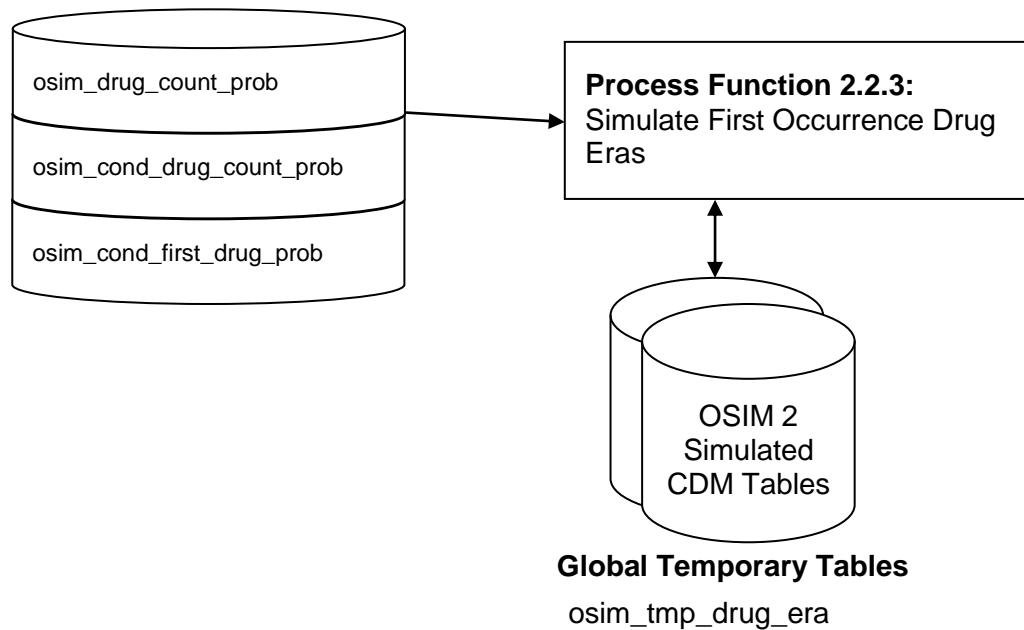 osim_drug_count_prob
osim_cond_drug_count_prob
osim_cond_first_drug_prob
Process Function 2.2.3:
Simulate First Occurrence Drug
Eras
OSIM 2
Simulated
CDM Tables
Global Temporary Tables
osim_tmp_drug_era